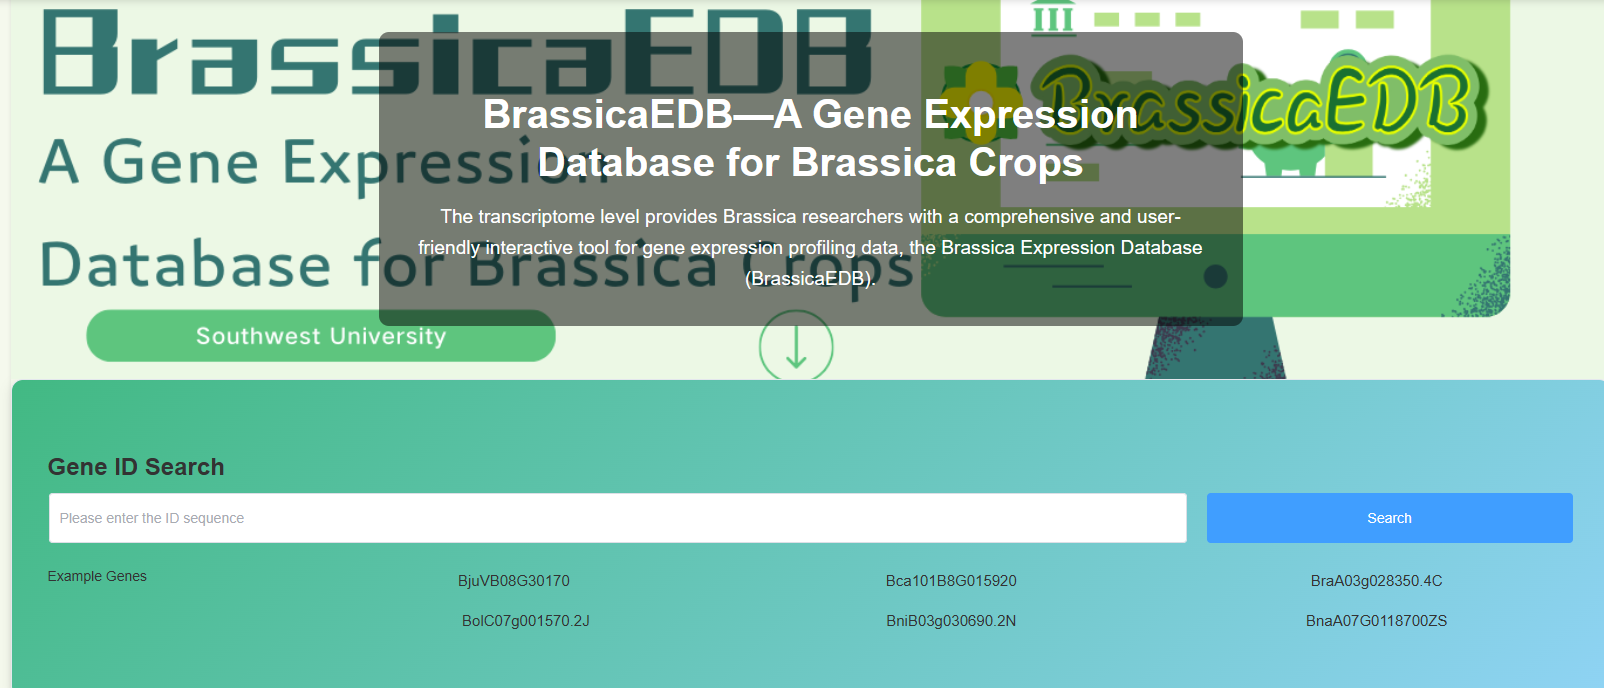 BrassicaEDB
A Gene Expression
Database for Brassica Crops
Southwest University
BrassicaEDB
BrassicaEDB—A Gene Expression
Database for Brassica Crops
The transcriptome level provides Brassica researchers with a comprehensive and user-
friendly interactive tool for gene expression profiling data, the Brassica Expression Database
(BrassicaEDB).
Gene ID Search
Please enter the ID sequence
Search
Example Genes
BjuVB08G30170
Bca101B8G015920
BraA03g028350.4C
BolC07g001570.2J
BniB03g030690.2N
BnaA07G0118700ZS